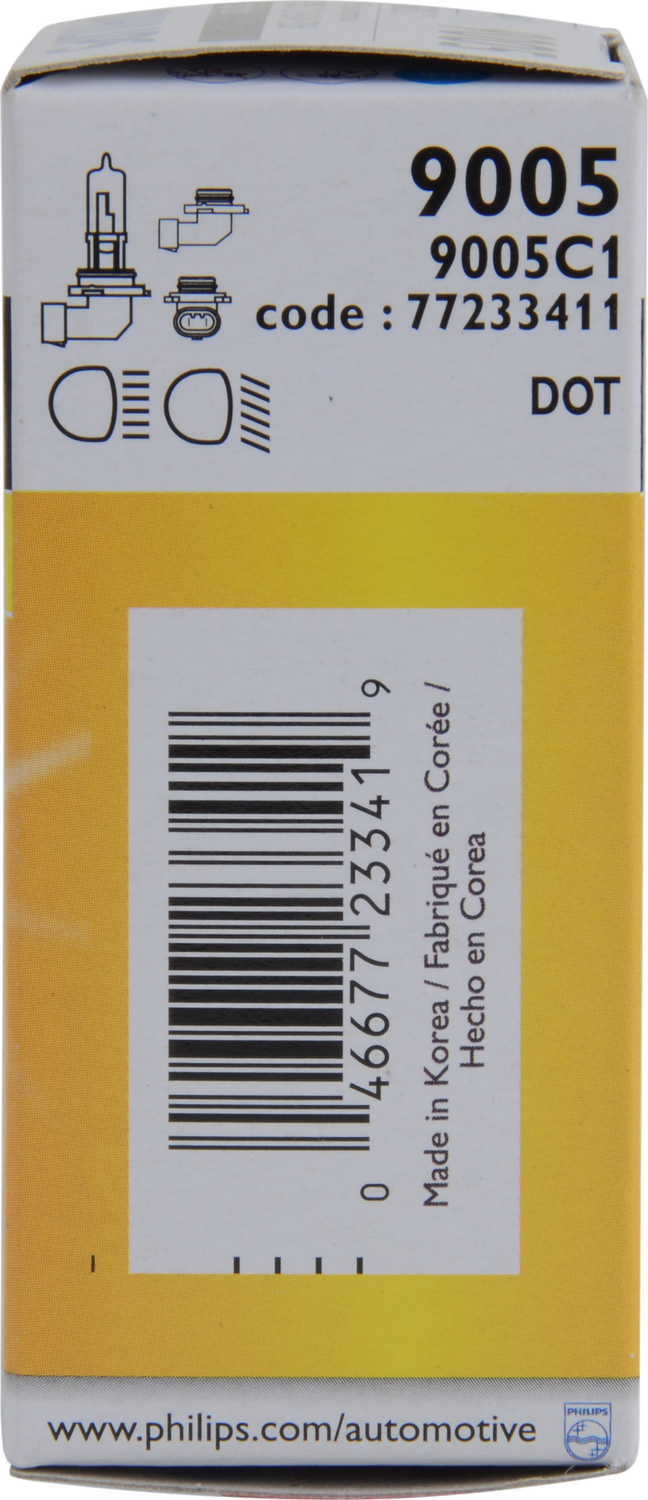 9005
9005C1
code : 77233411
DOT
0 46677 23341 9
Made in Korea / Fabriqué en Corée /
Hecho en Corea
www.philips.com/automotive
PHILIPS